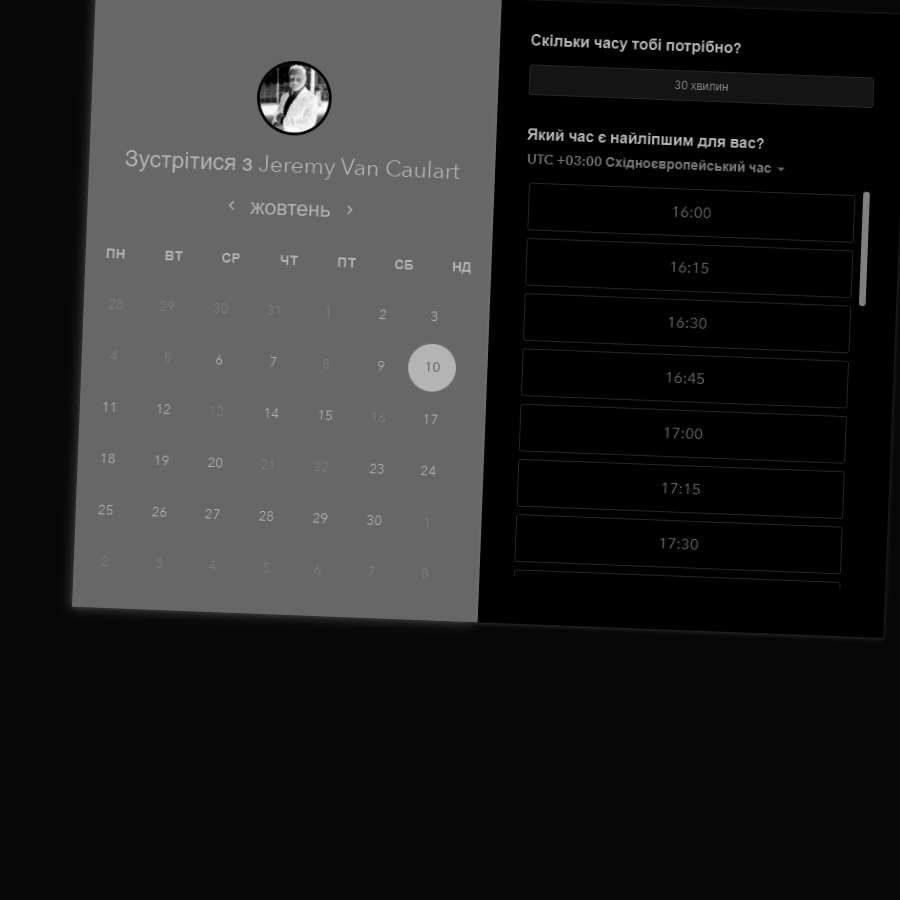 Зустрітися з Jeremy Van Caulart
‹ жовтень ›
ПН ВТ СР ЧТ ПТ СБ НД
28 29 30 31 1 2 3
4 5 6 7 8 9 10
11 12 13 14 15 16 17
18 19 20 21 22 23 24
25 26 27 28 29 30 1
2 3 4 5 6 7 8
Скільки часу тобі потрібно?
30 хвилин
Який час є найліпшим для вас?
UTC +03:00 Східноєвропейський час
16:00
16:15
16:30
16:45
17:00
17:15
17:30